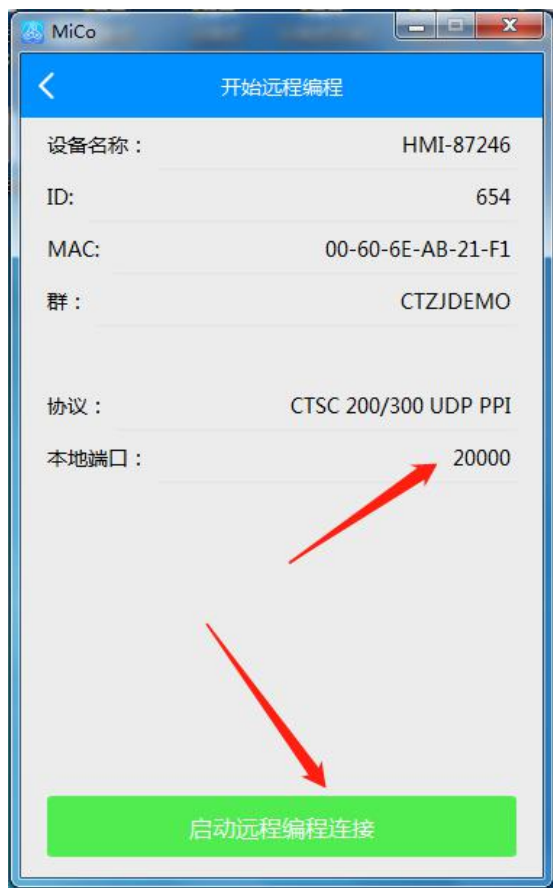 MiCo
开始远程编程
设备名称： HMI-87246
ID: 654
MAC: 00-60-6E-AB-21-F1
群： CTZJDEMO
协议： CTSC 200/300 UDP PPI
本地端口： 20000
启动远程编程连接